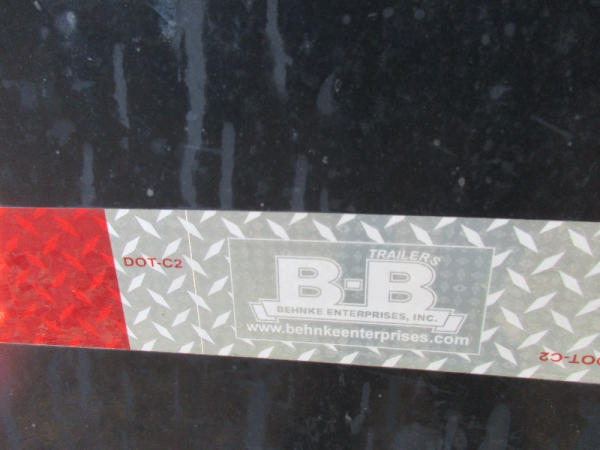 DOT-C2
TRAILERS
B-B
BEHNKE ENTERPRISES, INC.
www.behnkeenterprises.com
DOT-C2